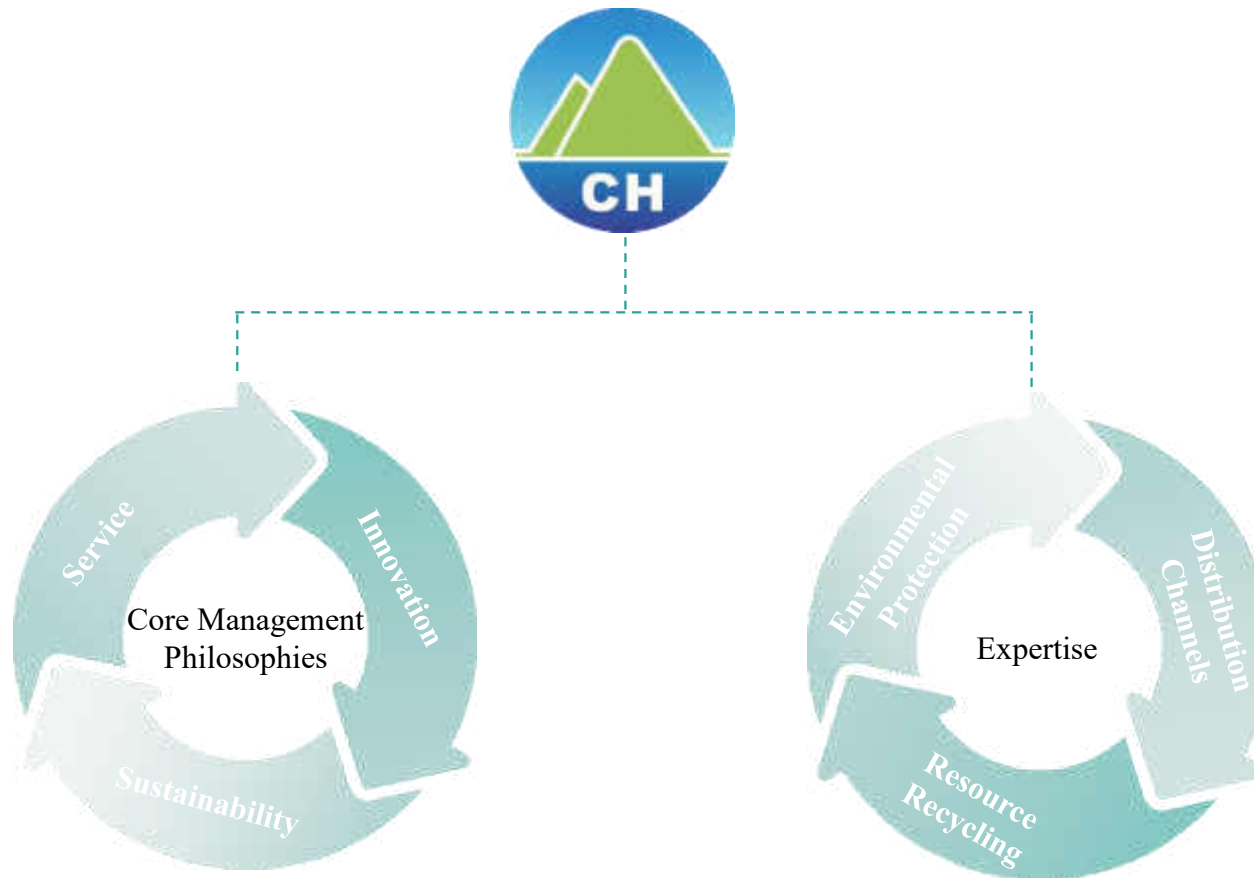 CH
Service
Innovation
Core Management
Philosophies
Sustainability
Environmental
Protection
Distribution
Channels
Expertise
Resource
Recycling